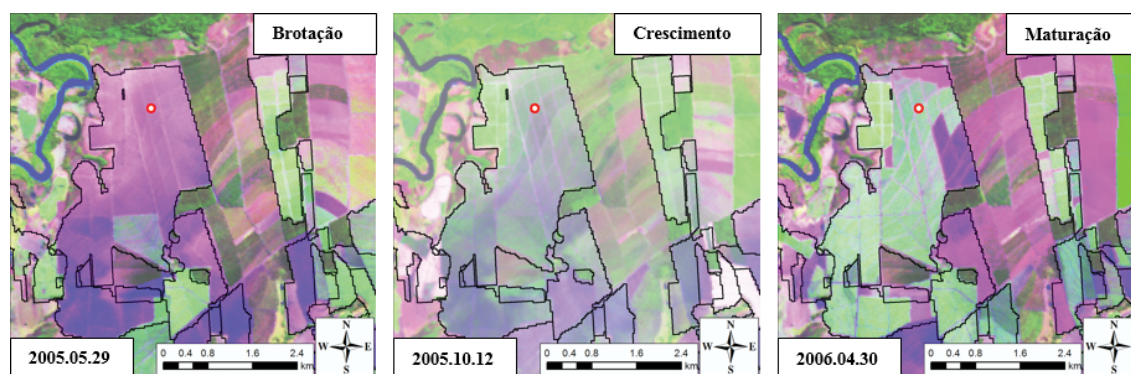 Brotação
2005.05.29
0 0.4 0.8 1.6 2.4
km
N
W E
S
Crescimento
2005.10.12
0 0.4 0.8 1.6 2.4
km
N
W E
S
Maturação
2006.04.30
0 0.4 0.8 1.6 2.4
km
N
W E
S